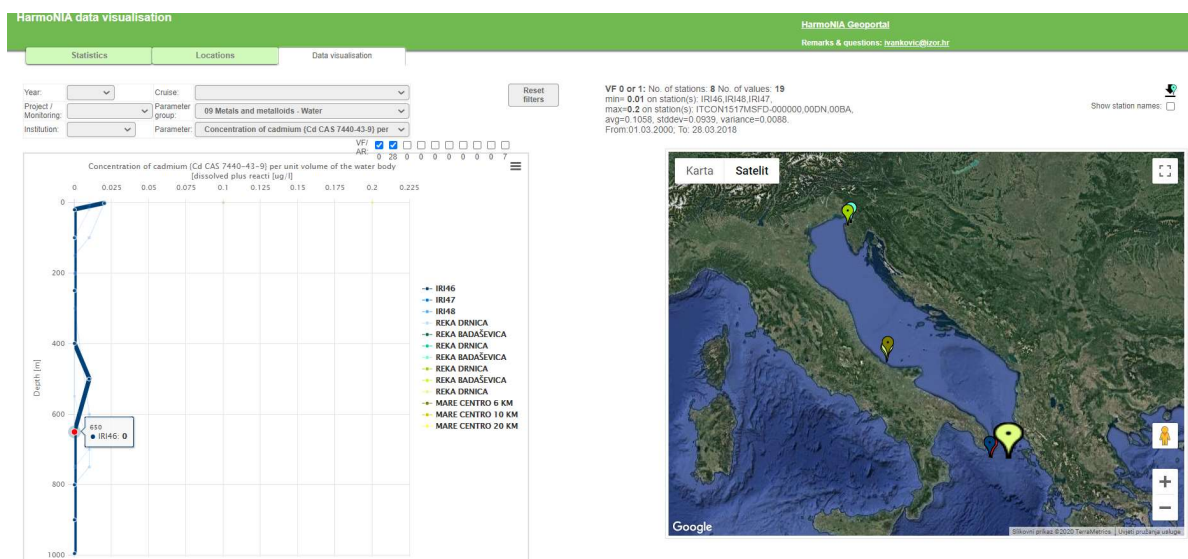 HarmoNIA data visualisation
HarmoNIA Geoportal
Remarks & questions: ivankovic@izor.hr
Statistics
Locations
Data visualisation
Year:
Cruise:
Reset filters
Project / Monitoring:
Parameter group:
09 Metals and metalloids - Water
Institution:
Parameter:
Concentration of cadmium (Cd CAS 7440-43-9) per
VF/
AR:
0 28 0 0 0 0 0 0 0 7
VF 0 or 1: No. of stations: 8 No. of values: 19
min= 0.01 on station(s): IRI46,IRI48,IRI47,
max=0.2 on station(s): ITCON1517MSFD-000000,00DN,00BA,
avg=0.1058, stddev=0.0939, variance=0.0088.
From:01.03.2000, To: 28.03.2018
Show station names:
Concentration of cadmium (Cd CAS 7440-43-9) per unit volume of the water body
[dissolved plus reacti [ug/l]
0 0.025 0.05 0.075 0.1 0.125 0.15 0.175 0.2 0.225
0
200
400
600
800
1000
Depth [m]
650
IRI46: 0
IRI46
IRI47
IRI48
REKA DRNICA
REKA BADAŠEVICA
REKA DRNICA
REKA BADAŠEVICA
REKA DRNICA
REKA BADAŠEVICA
REKA DRNICA
MARE CENTRO 6 KM
MARE CENTRO 10 KM
MARE CENTRO 20 KM
Karta
Satelit
+
−
Google
Slikovni prikaz ©2020 TerraMetrics
Uvjeti pružanja usluge